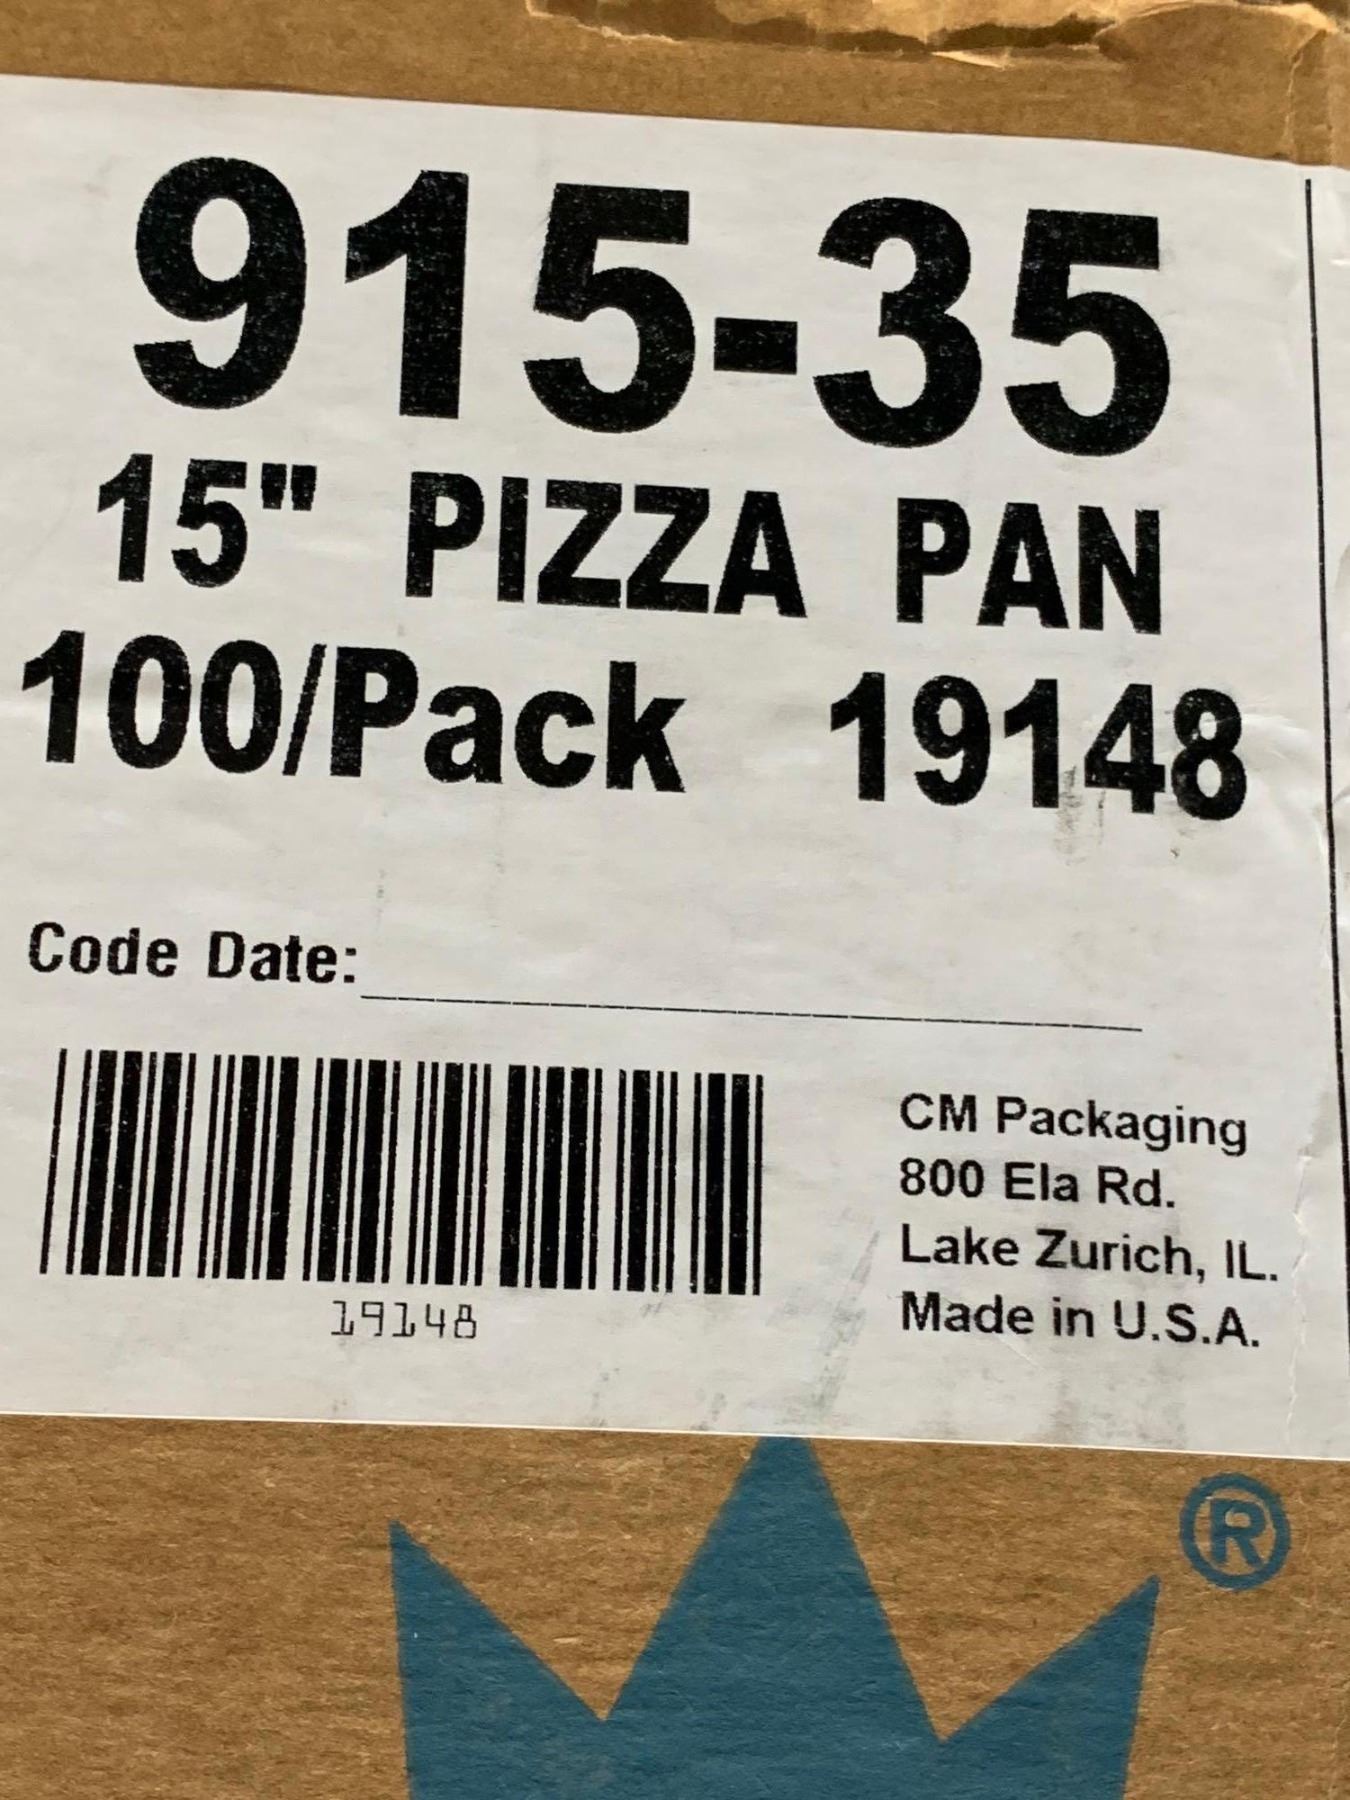 915-35
15" PIZZA PAN
100/Pack 19148
Code Date:
19148
CM Packaging
800 Ela Rd.
Lake Zurich, IL.
Made in U.S.A.
®